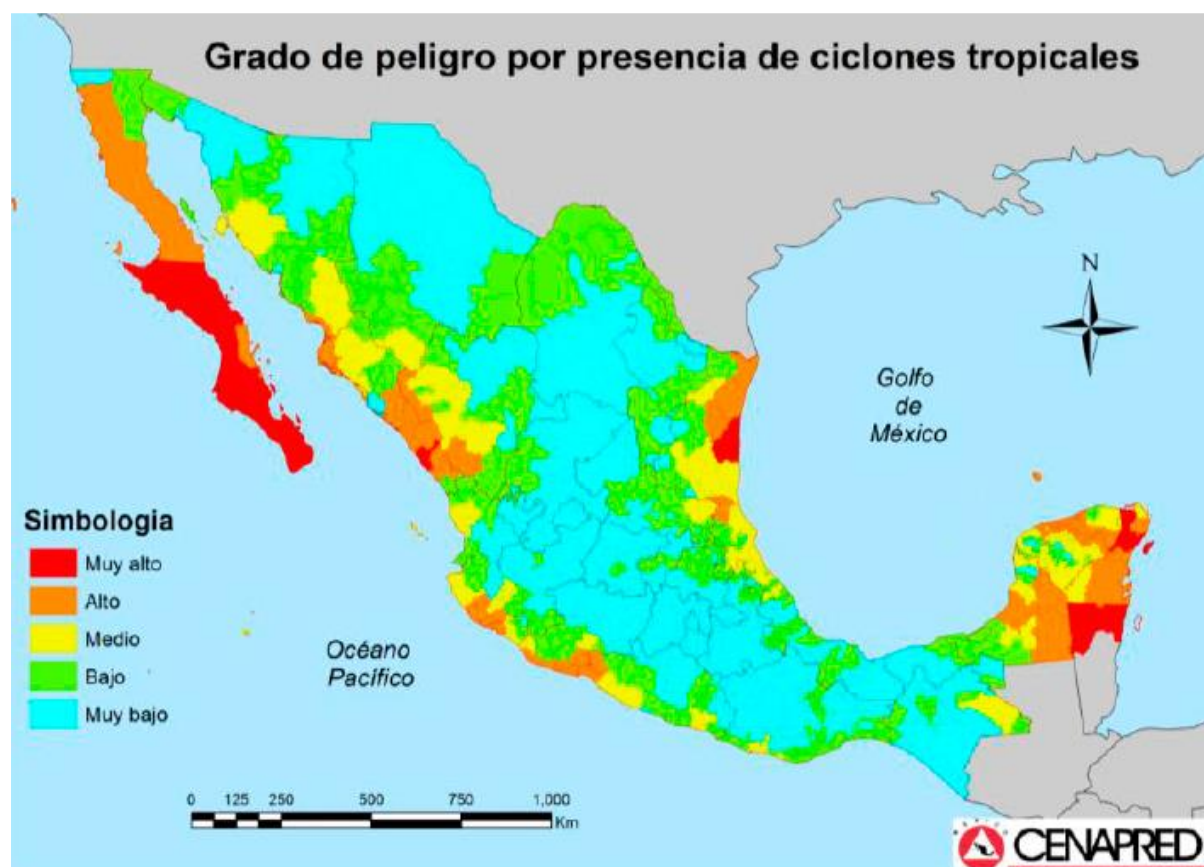 Grado de peligro por presencia de ciclones tropicales
N
Golfo
de
México
Simbologia
Muy alto
Alto
Medio
Bajo
Muy bajo
Océano
Pacífico
0 125 250 500 750 1,000
Km
CENAPRED